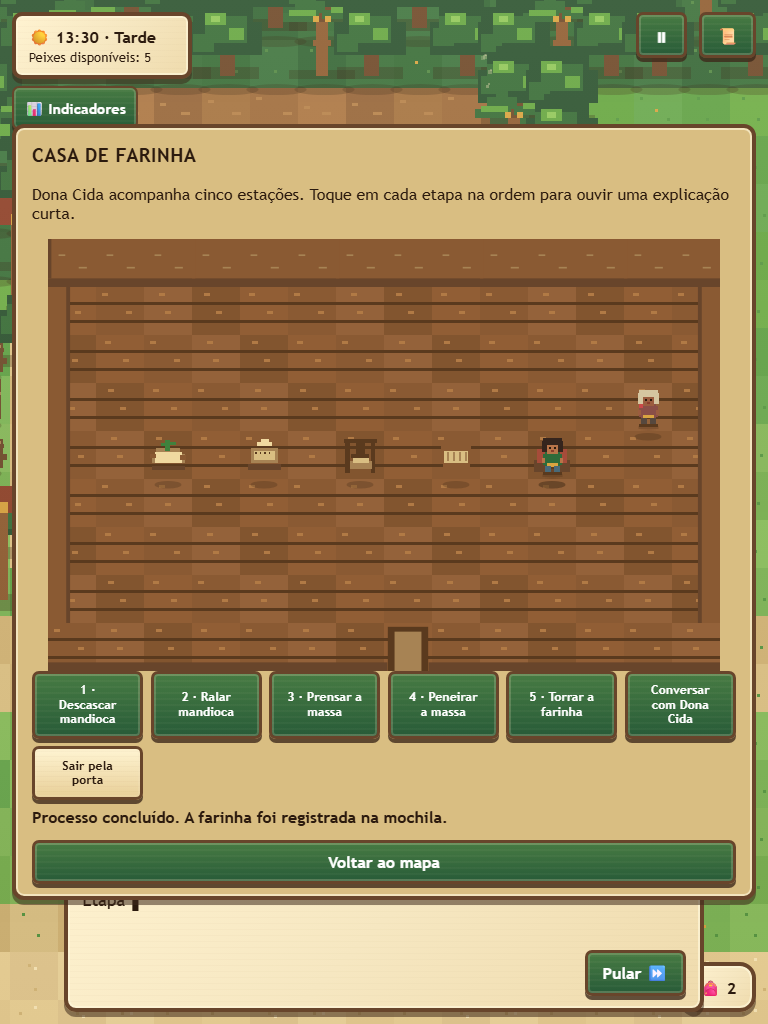 13:30 · Tarde
Peixes disponíveis: 5
Indicadores
CASA DE FARINHA
Dona Cida acompanha cinco estações. Toque em cada etapa na ordem para ouvir uma explicação
curta.
1 ·
Descascar
mandioca
2 · Ralar
mandioca
3 · Prensar a
massa
4 · Peneirar
a massa
5 · Torrar a
farinha
Conversar
com Dona
Cida
Sair pela
porta
Processo concluído. A farinha foi registrada na mochila.
Voltar ao mapa
Etapa
Pular
2